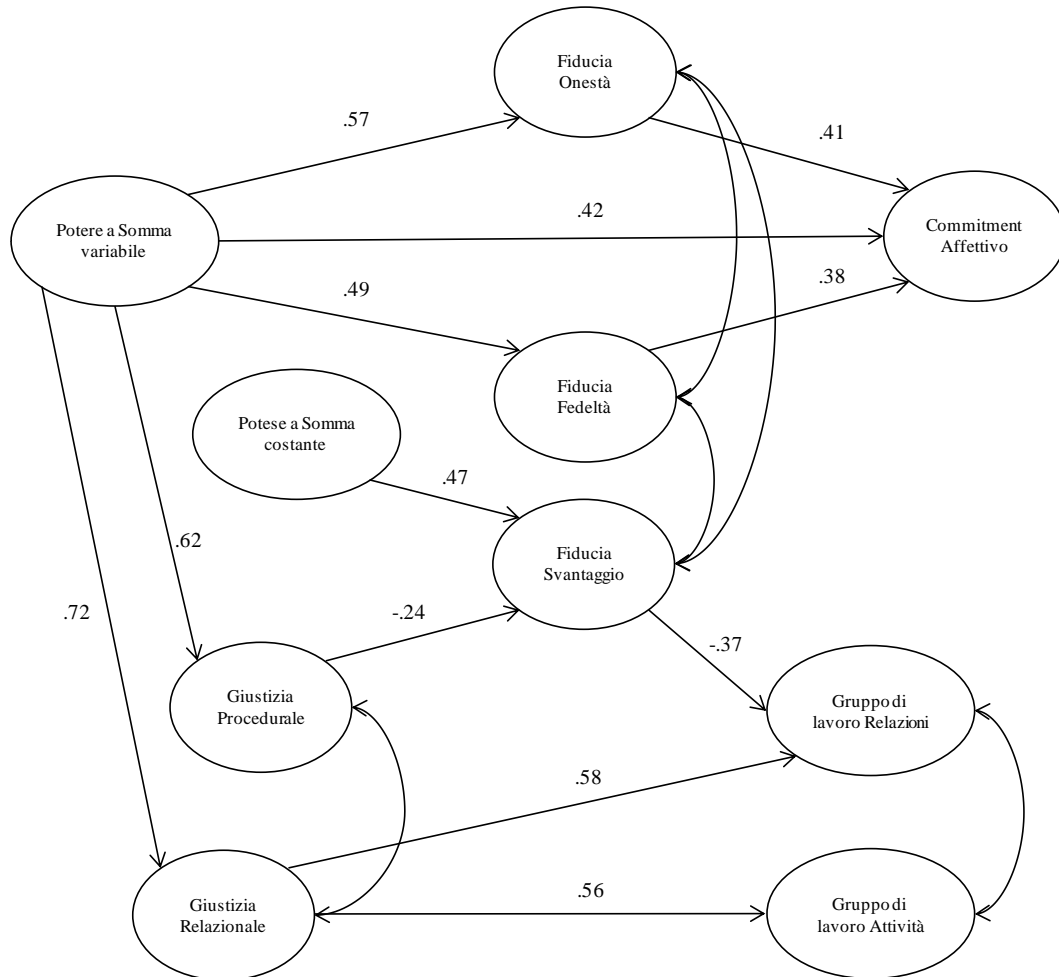 Fiducia
Onestà
.57
.41
Potere a Somma
variabile
.42
Commitment
Affettivo
.49
.38
Fiducia
Fedeltà
Potese a Somma
costante
.47
.62
Fiducia
Svantaggio
.72
-.24
-.37
Giustizia
Procedurale
Gruppo di
lavoro Relazioni
.58
.56
Giustizia
Relazionale
Gruppo di
lavoro Attività